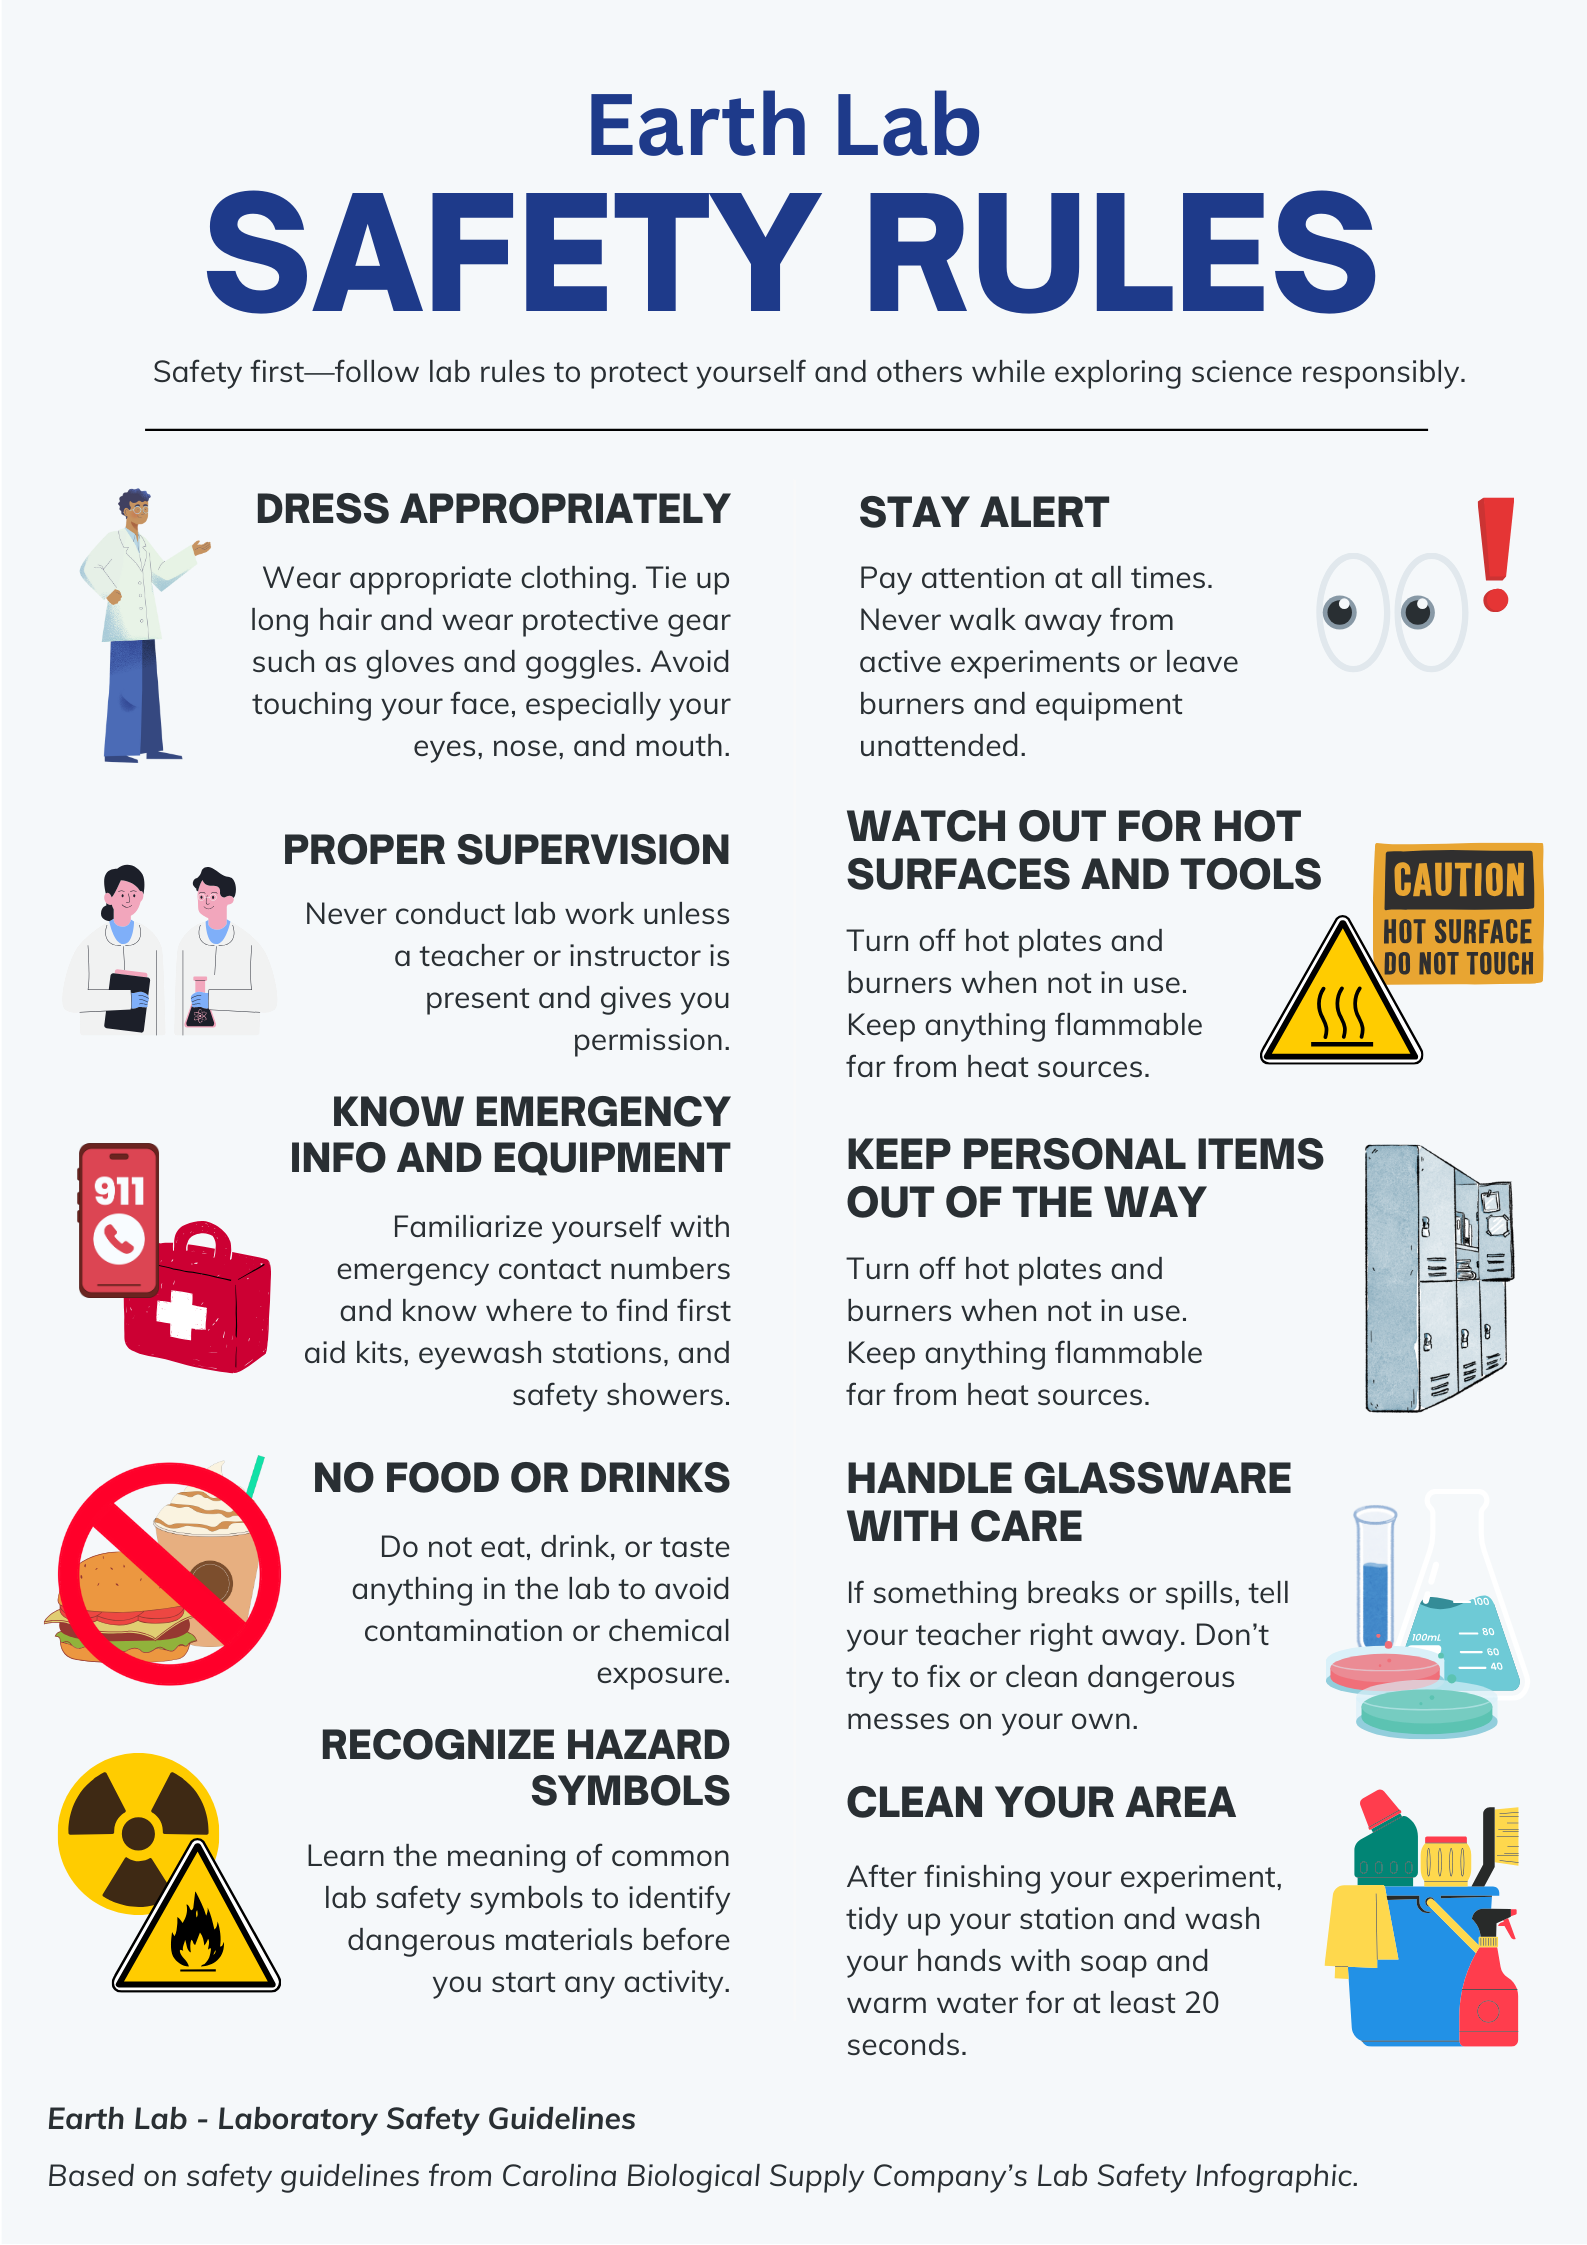 Earth Lab
SAFETY RULES
Safety first—follow lab rules to protect yourself and others while exploring science responsibly.
DRESS APPROPRIATELY
Wear appropriate clothing. Tie up
long hair and wear protective gear
such as gloves and goggles. Avoid
touching your face, especially your
eyes, nose, and mouth.
PROPER SUPERVISION
Never conduct lab work unless
a teacher or instructor is
present and gives you
permission.
KNOW EMERGENCY
INFO AND EQUIPMENT
911
Familiarize yourself with
emergency contact numbers
and know where to find first
aid kits, eyewash stations, and
safety showers.
NO FOOD OR DRINKS
Do not eat, drink, or taste
anything in the lab to avoid
contamination or chemical
exposure.
RECOGNIZE HAZARD
SYMBOLS
Learn the meaning of common
lab safety symbols to identify
dangerous materials before
you start any activity.
STAY ALERT
Pay attention at all times.
Never walk away from
active experiments or leave
burners and equipment
unattended.
WATCH OUT FOR HOT
SURFACES AND TOOLS
Turn off hot plates and
burners when not in use.
Keep anything flammable
far from heat sources.
CAUTION
HOT SURFACE
DO NOT TOUCH
KEEP PERSONAL ITEMS
OUT OF THE WAY
Turn off hot plates and
burners when not in use.
Keep anything flammable
far from heat sources.
HANDLE GLASSWARE
WITH CARE
If something breaks or spills, tell
your teacher right away. Don’t
try to fix or clean dangerous
messes on your own.
100
80
100mL
60
40
CLEAN YOUR AREA
After finishing your experiment,
tidy up your station and wash
your hands with soap and
warm water for at least 20
seconds.
Earth Lab - Laboratory Safety Guidelines
Based on safety guidelines from Carolina Biological Supply Company’s Lab Safety Infographic.